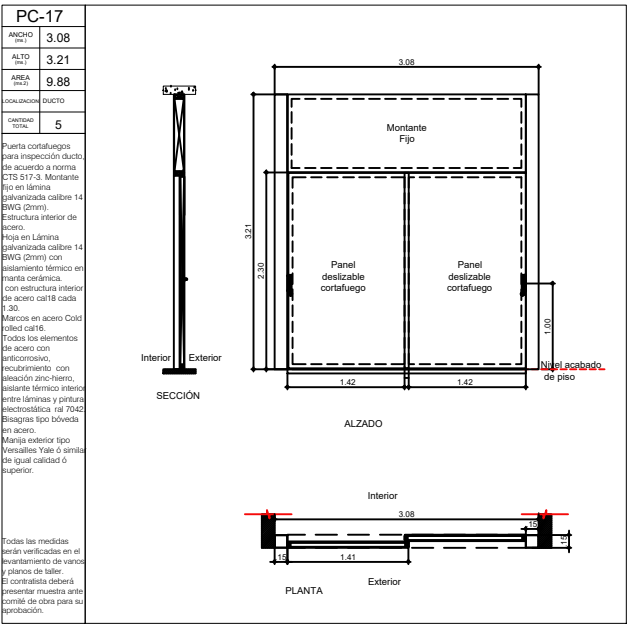 PC-17
ANCHO
(ms.)
3.08
ALTO
(ms.)
3.21
AREA
(ms.2)
9.88
LOCALIZACION
DUCTO
CANTIDAD
TOTAL
5
Puerta cortafuegos
para inspección ducto,
de acuerdo a norma
CTS 517-3. Montante
fijo en lámina
galvanizada calibre 14
BWG (2mm).
Estructura interior de
acero.
Hoja en Lámina
galvanizada calibre 14
BWG (2mm) con
aislamiento térmico en
manta cerámica.
con estructura interior
de acero cal18 cada
1.30.
Marcos en acero Cold
rolled cal16.
Todos los elementos
de acero con
anticorrosivo,
recubrimiento con
aleación zinc-hierro,
aislante térmico interior
entre láminas y pintura
electrostática ral 7042.
Bisagras tipo bóveda
en acero.
Manija exterior tipo
Versailles Yale ó similar
de igual calidad ó
superior.
Todas las medidas
serán verificadas en el
levantamiento de vanos
y planos de taller.
El contratista deberá
presentar muestra ante
comité de obra para su
aprobación.
Interior
Exterior
SECCIÓN
3.08
Montante
Fijo
3.21
2.30
Panel
deslizable
cortafuego
Panel
deslizable
cortafuego
1.00
Nivel acabado
de piso
1.42
1.42
ALZADO
Interior
3.08
.15
.15
.15
1.41
PLANTA
Exterior